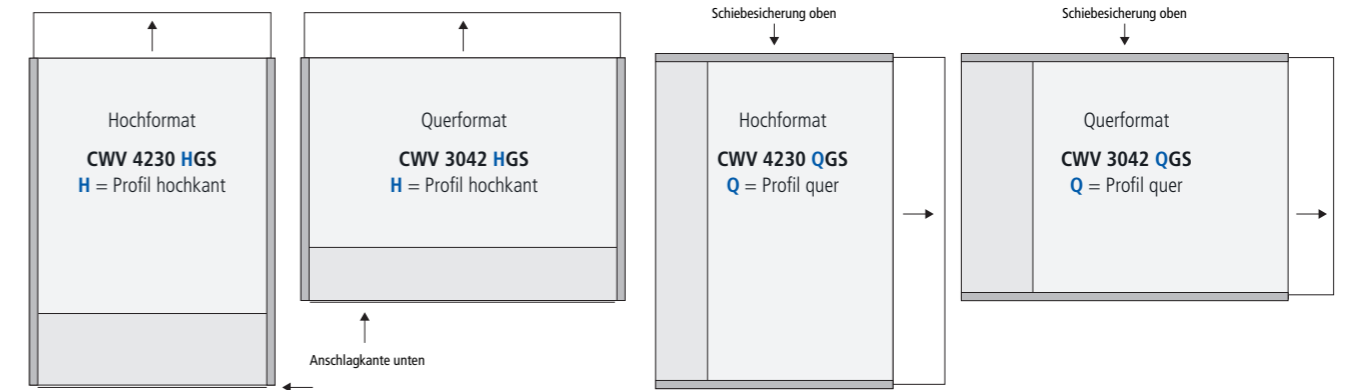 Schiebesicherung oben
Schiebesicherung oben
Hochformat
CWV 4230 HGS
H = Profil hochkant
Querformat
CWV 3042 HGS
H = Profil hochkant
Hochformat
CWV 4230 QGS
Q = Profil quer
Querformat
CWV 3042 QGS
Q = Profil quer
Anschlagkante unten